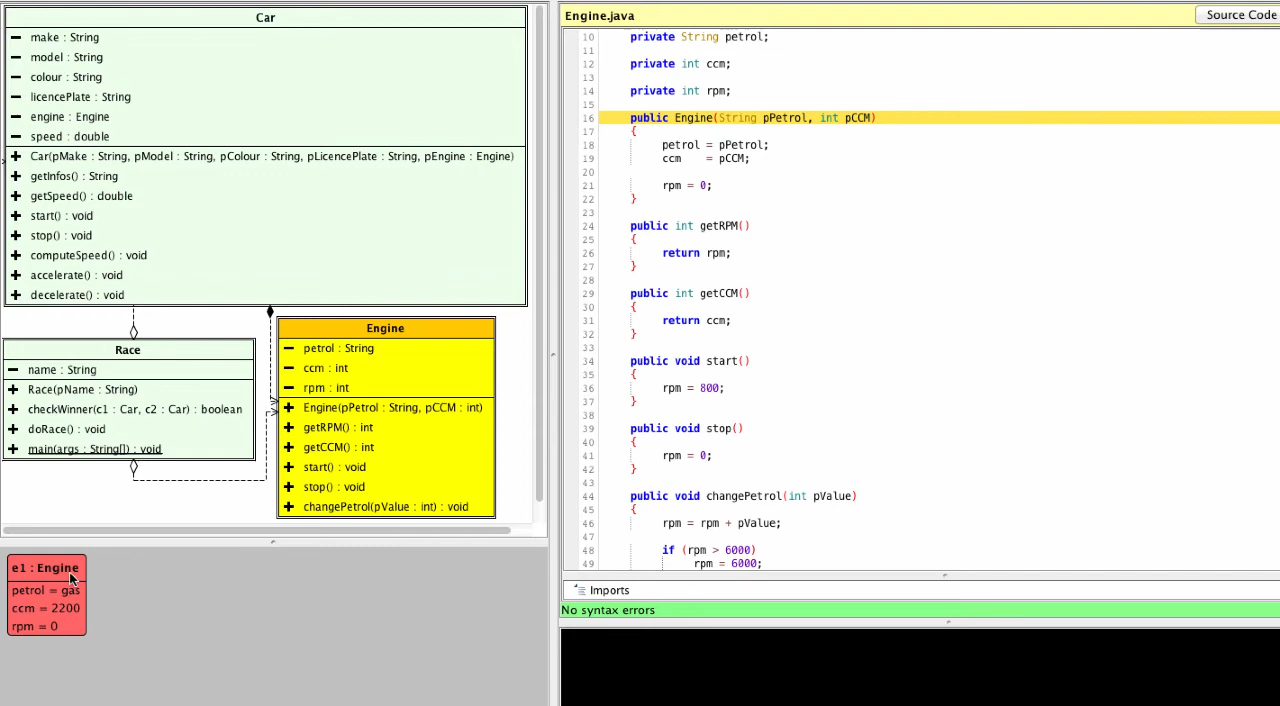 Car
− make : String
− model : String
− colour : String
− licencePlate : String
− engine : Engine
− speed : double
+ Car(pMake : String, pModel : String, pColour : String, pLicencePlate : String, pEngine : Engine)
+ getInfos() : String
+ getSpeed() : double
+ start() : void
+ stop() : void
+ computeSpeed() : void
+ accelerate() : void
+ decelerate() : void
Race
− name : String
+ Race(pName : String)
+ checkWinner(c1 : Car, c2 : Car) : boolean
+ doRace() : void
+ main(args : String[]) : void
Engine
− petrol : String
− ccm : int
− rpm : int
+ Engine(pPetrol : String, pCCM : int)
+ getRPM() : int
+ getCCM() : int
+ start() : void
+ stop() : void
+ changePetrol(pValue : int) : void
e1 : Engine
petrol = gas
ccm = 2200
rpm = 0
Engine.java
Source Code
10 private String petrol;
11
12 private int ccm;
13
14 private int rpm;
15
16 public Engine(String pPetrol, int pCCM)
17 {
18 petrol = pPetrol;
19 ccm = pCCM;
20
21 rpm = 0;
22 }
23
24 public int getRPM()
25 {
26 return rpm;
27 }
28
29 public int getCCM()
30 {
31 return ccm;
32 }
33
34 public void start()
35 {
36 rpm = 800;
37 }
38
39 public void stop()
40 {
41 rpm = 0;
42 }
43
44 public void changePetrol(int pValue)
45 {
46 rpm = rpm + pValue;
47
48 if (rpm > 6000)
49 rpm = 6000;
Imports
No syntax errors